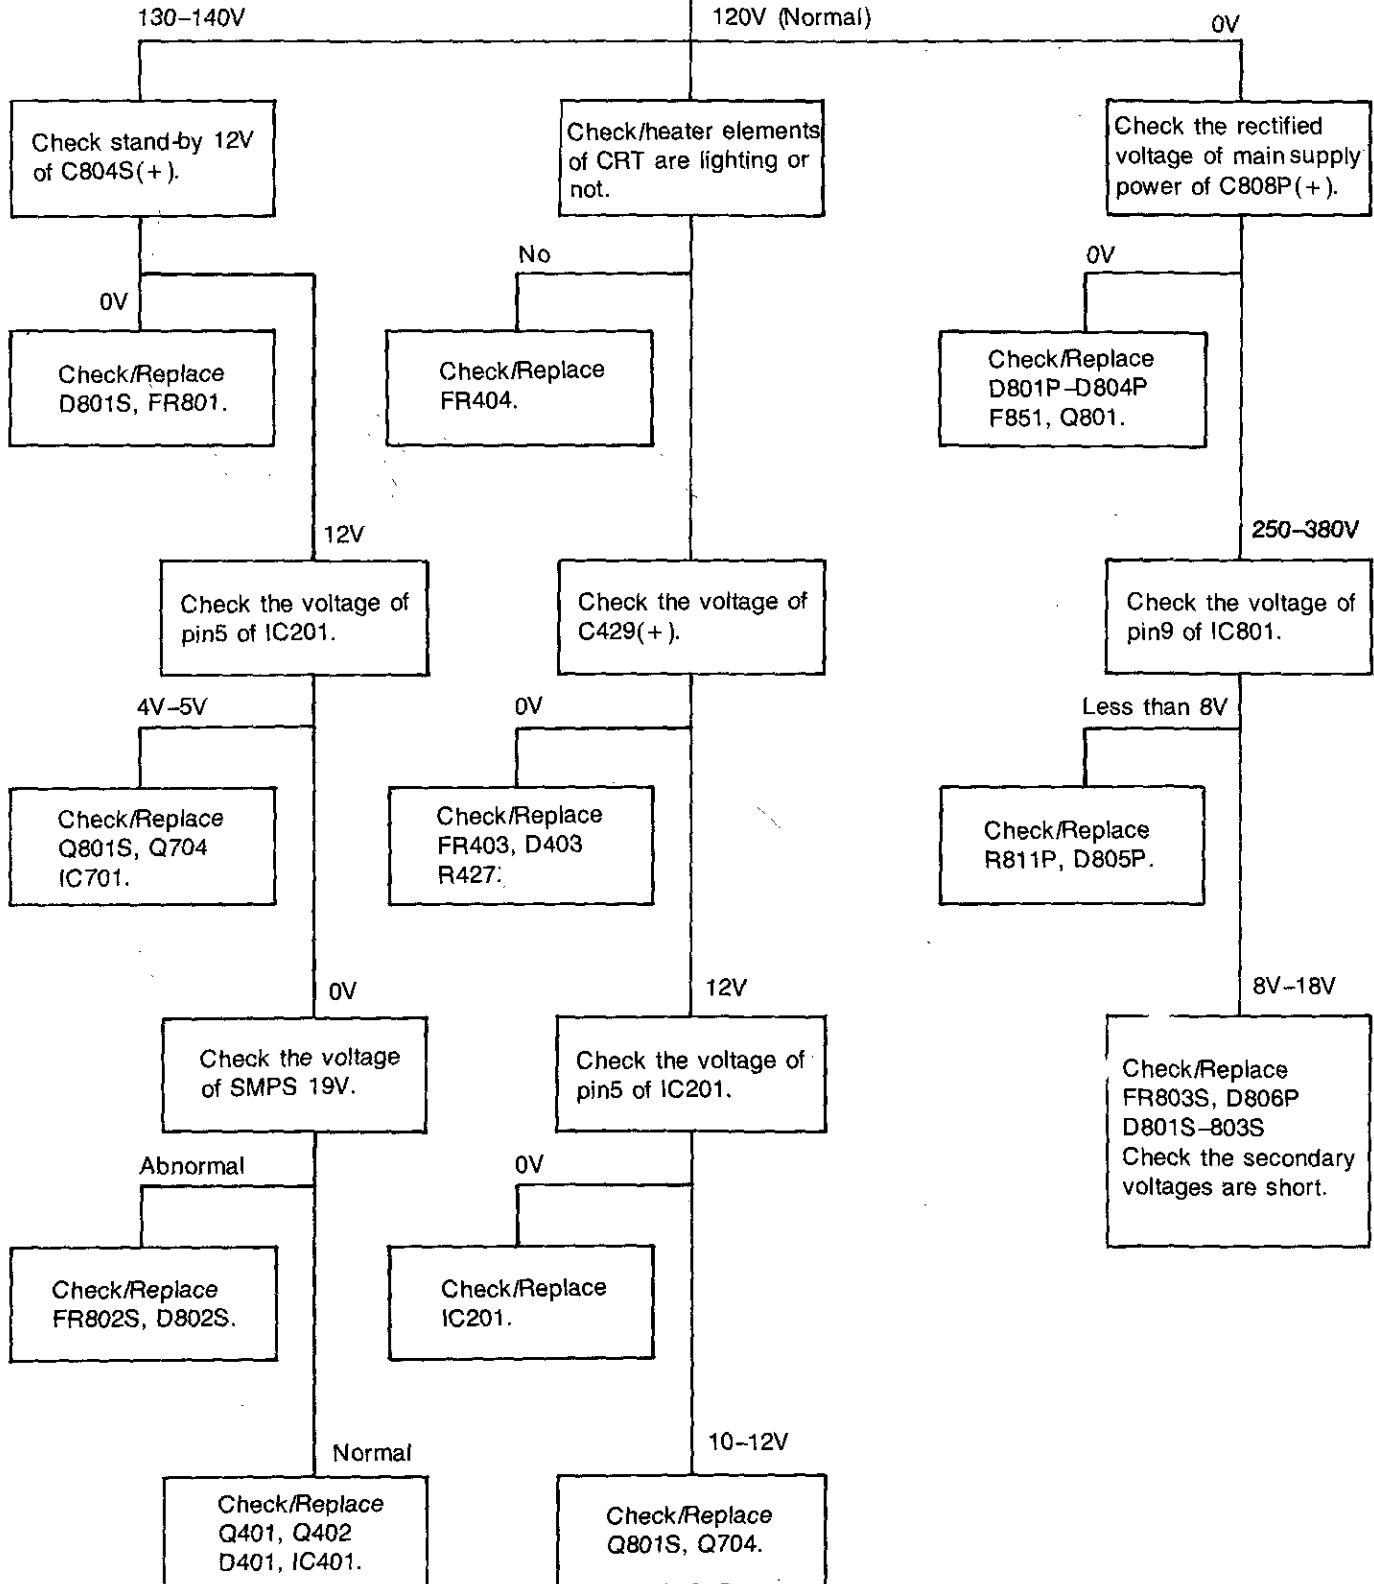 130–140V
120V (Normal)
0V
Check stand-by 12V
of C804S(+).
Check/heater elements
of CRT are lighting or
not.
Check the rectified
voltage of main supply
power of C808P(+).
0V
No
0V
Check/Replace
D801S, FR801.
Check/Replace
FR404.
Check/Replace
D801P–D804P
F851, Q801.
12V
250–380V
Check the voltage of
pin5 of IC201.
Check the voltage of
C429(+).
Check the voltage of
pin9 of IC801.
4V–5V
0V
Less than 8V
Check/Replace
Q801S, Q704
IC701.
Check/Replace
FR403, D403
R427.
Check/Replace
R811P, D805P.
0V
12V
8V–18V
Check the voltage
of SMPS 19V.
Check the voltage of
pin5 of IC201.
Check/Replace
FR803S, D806P
D801S–803S
Check the secondary
voltages are short.
Abnormal
0V
Check/Replace
FR802S, D802S.
Check/Replace
IC201.
Normal
10–12V
Check/Replace
Q401, Q402
D401, IC401.
Check/Replace
Q801S, Q704.